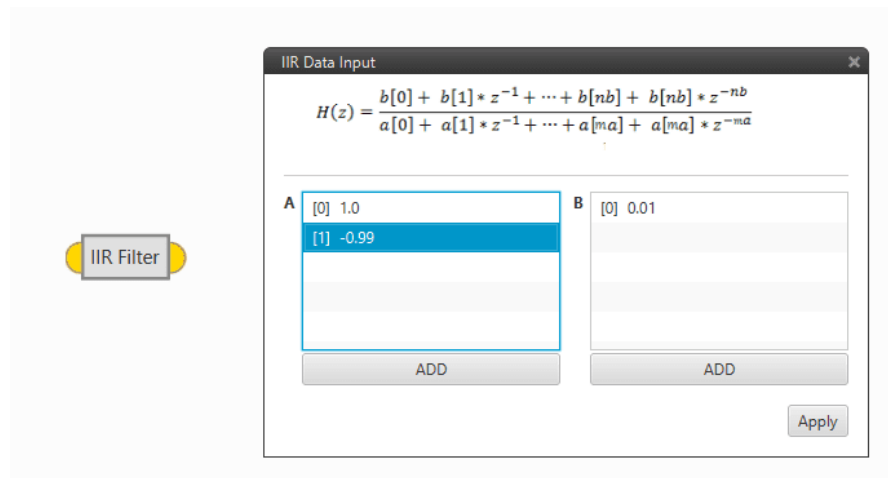 IIR Data Input
H(z) = \frac{b[0] + b[1] * z^{-1} + ⋯ + b[nb] + b[nb] * z^{-nb}}{a[0] + a[1] * z^{-1} + ⋯ + a[ma] + a[ma] * z^{-ma}}
A
[0] 1.0
[1] -0.99
ADD
B
[0] 0.01
ADD
Apply
IIR Filter